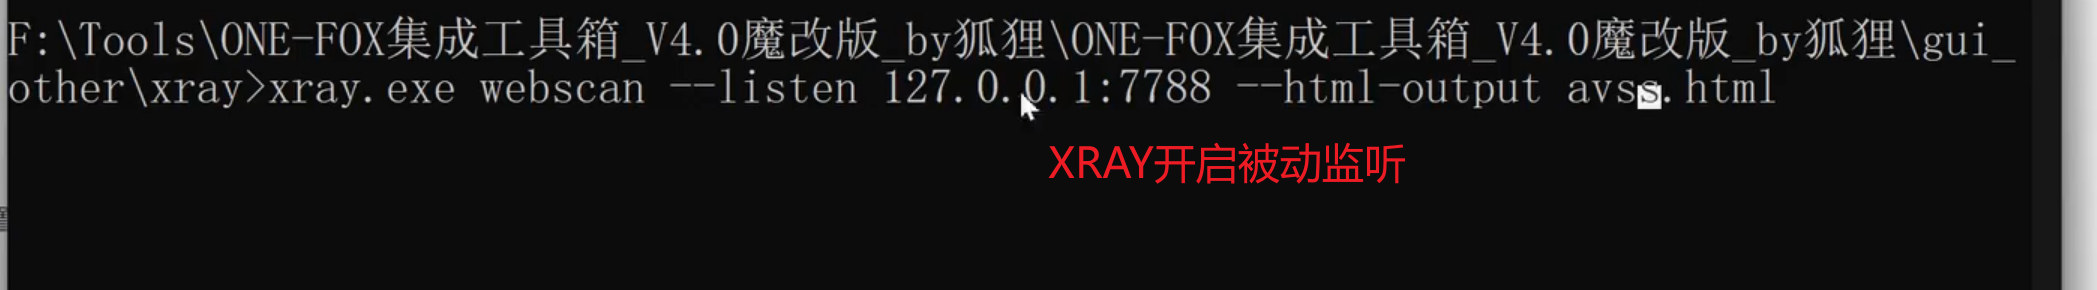 F:\Tools\ONE-FOX集成工具箱_V4.0魔改版_by狐狸\ONE-FOX集成工具箱_V4.0魔改版_by狐狸\gui_
other\xray>xray.exe webscan --listen 127.0.0.1:7788 --html-output avss.html
XRAY开启被动监听